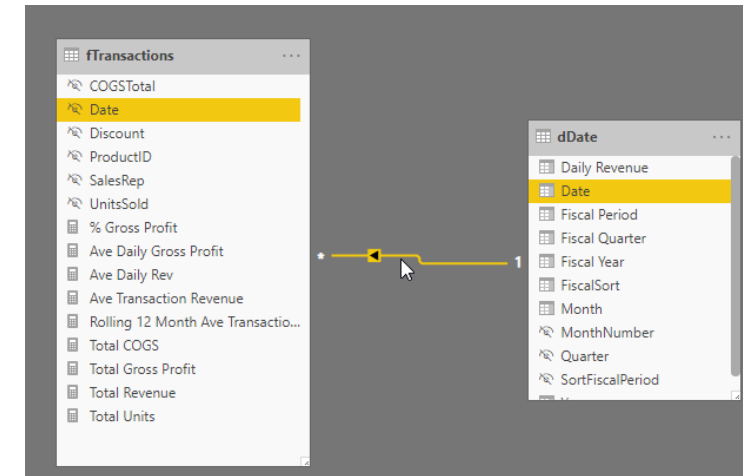 fTransactions
COGSTotal
Date
Discount
ProductID
SalesRep
UnitsSold
% Gross Profit
Ave Daily Gross Profit
Ave Daily Rev
Ave Transaction Revenue
Rolling 12 Month Ave Transactio...
Total COGS
Total Gross Profit
Total Revenue
Total Units
* 1
dDate
Daily Revenue
Date
Fiscal Period
Fiscal Quarter
Fiscal Year
FiscalSort
Month
MonthNumber
Quarter
SortFiscalPeriod